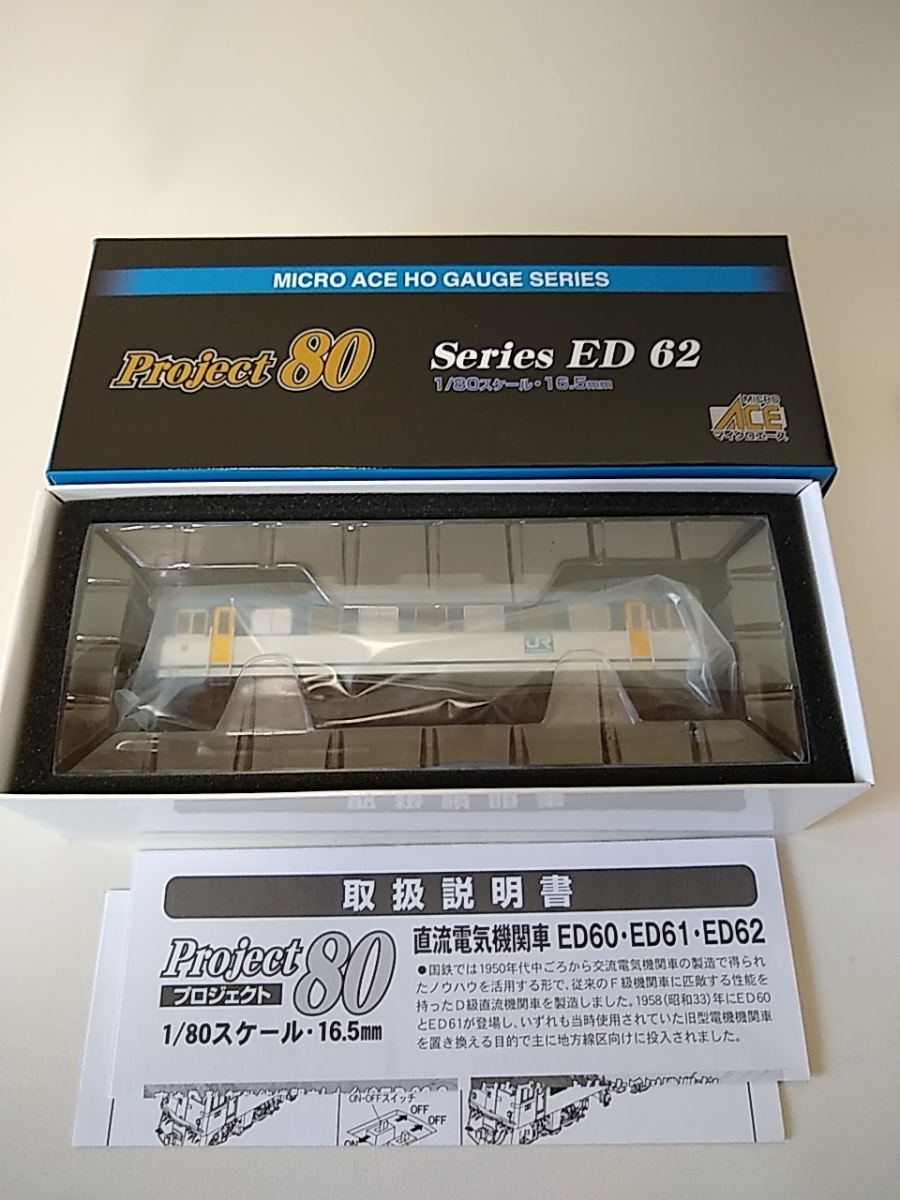 MICRO ACE HO GAUGE SERIES
Project 80
Series ED 62
1/80スケール・16.5mm
MICRO
ACE
マイクロエース
JR
取扱説明書
取扱説明書
Project 80
プロジェクト
1/80スケール・16.5mm
直流電気機関車 ED60・ED61・ED62
●国鉄では1950年代中ごろから交流電気機関車の製造で得られ
たノウハウを活用する形で、従来のF級機関車に匹敵する性能を
持ったD級直流機関車を製造しました。1958(昭和33)年にED60
とED61が登場し、いずれも当時使用されていた旧型電機機関車
を置き換える目的で主に地方線区向けに投入されました。
ON-OFFスイッチ
OFF
OFF
ON